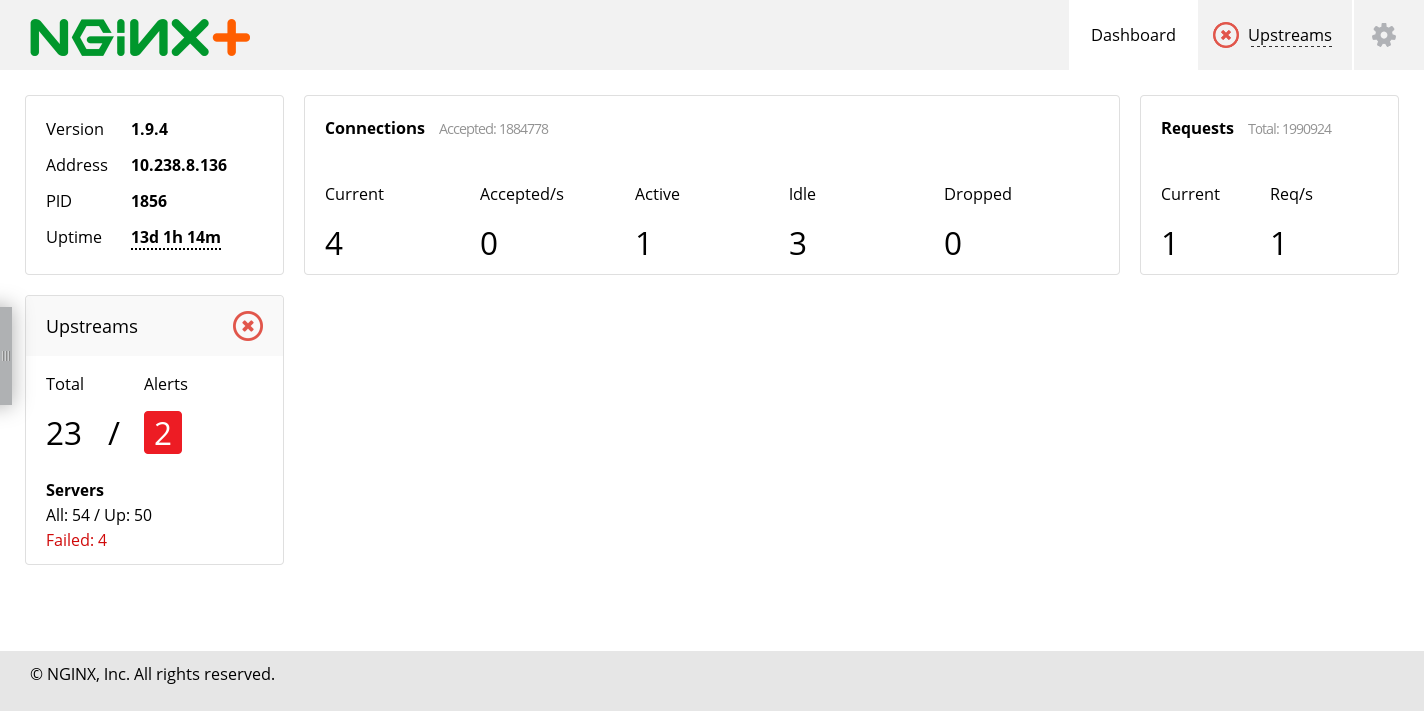 NGINX+
Dashboard
Upstreams
Version 1.9.4
Address 10.238.8.136
PID 1856
Uptime 13d 1h 14m
Connections Accepted: 1884778
Current Accepted/s Active Idle Dropped
4 0 1 3 0
Requests Total: 1990924
Current Req/s
1 1
Upstreams
Total Alerts
23 / 2
Servers
All: 54 / Up: 50
Failed: 4
© NGINX, Inc. All rights reserved.